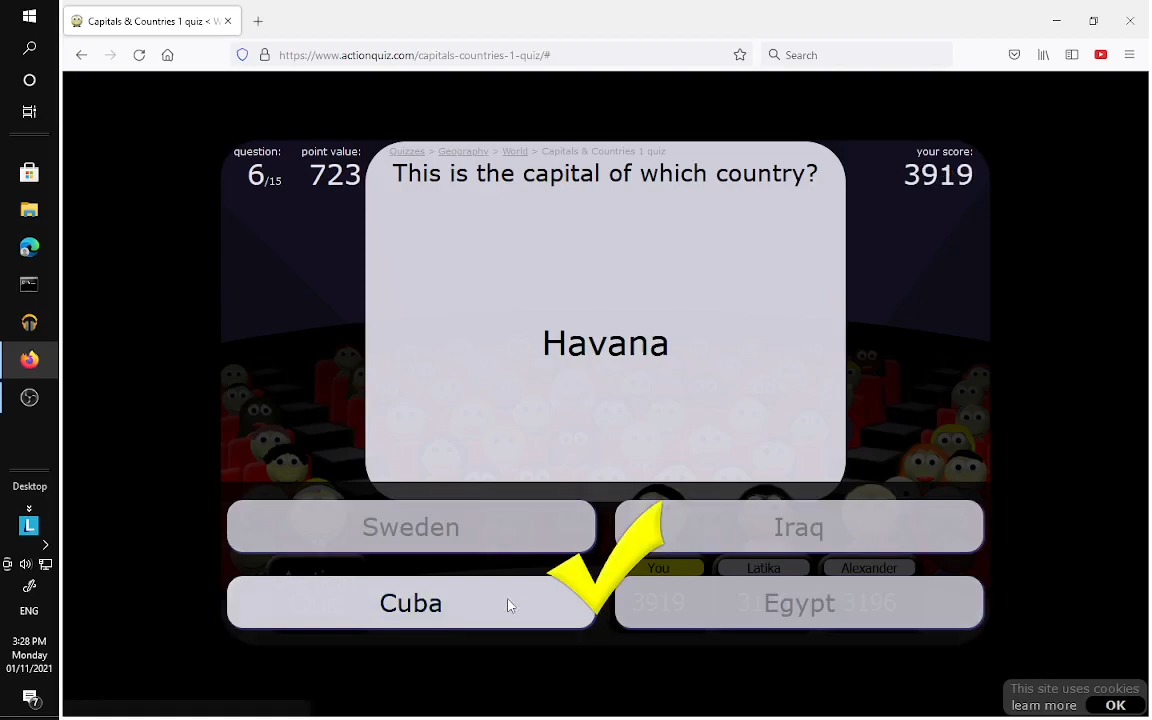 Capitals & Countries 1 quiz < W
https://www.actionquiz.com/capitals-countries-1-quiz/#
Search
question:
6/15
point value:
723
Quizzes > Geography > World > Capitals & Countries 1 quiz
This is the capital of which country?
your score:
3919
Havana
Sweden
Iraq
You
Latika
Alexander
Cuba
3919
Egypt
3196
Desktop
L
ENG
3:28 PM
Monday
01/11/2021
7
This site uses cookies
learn more
OK